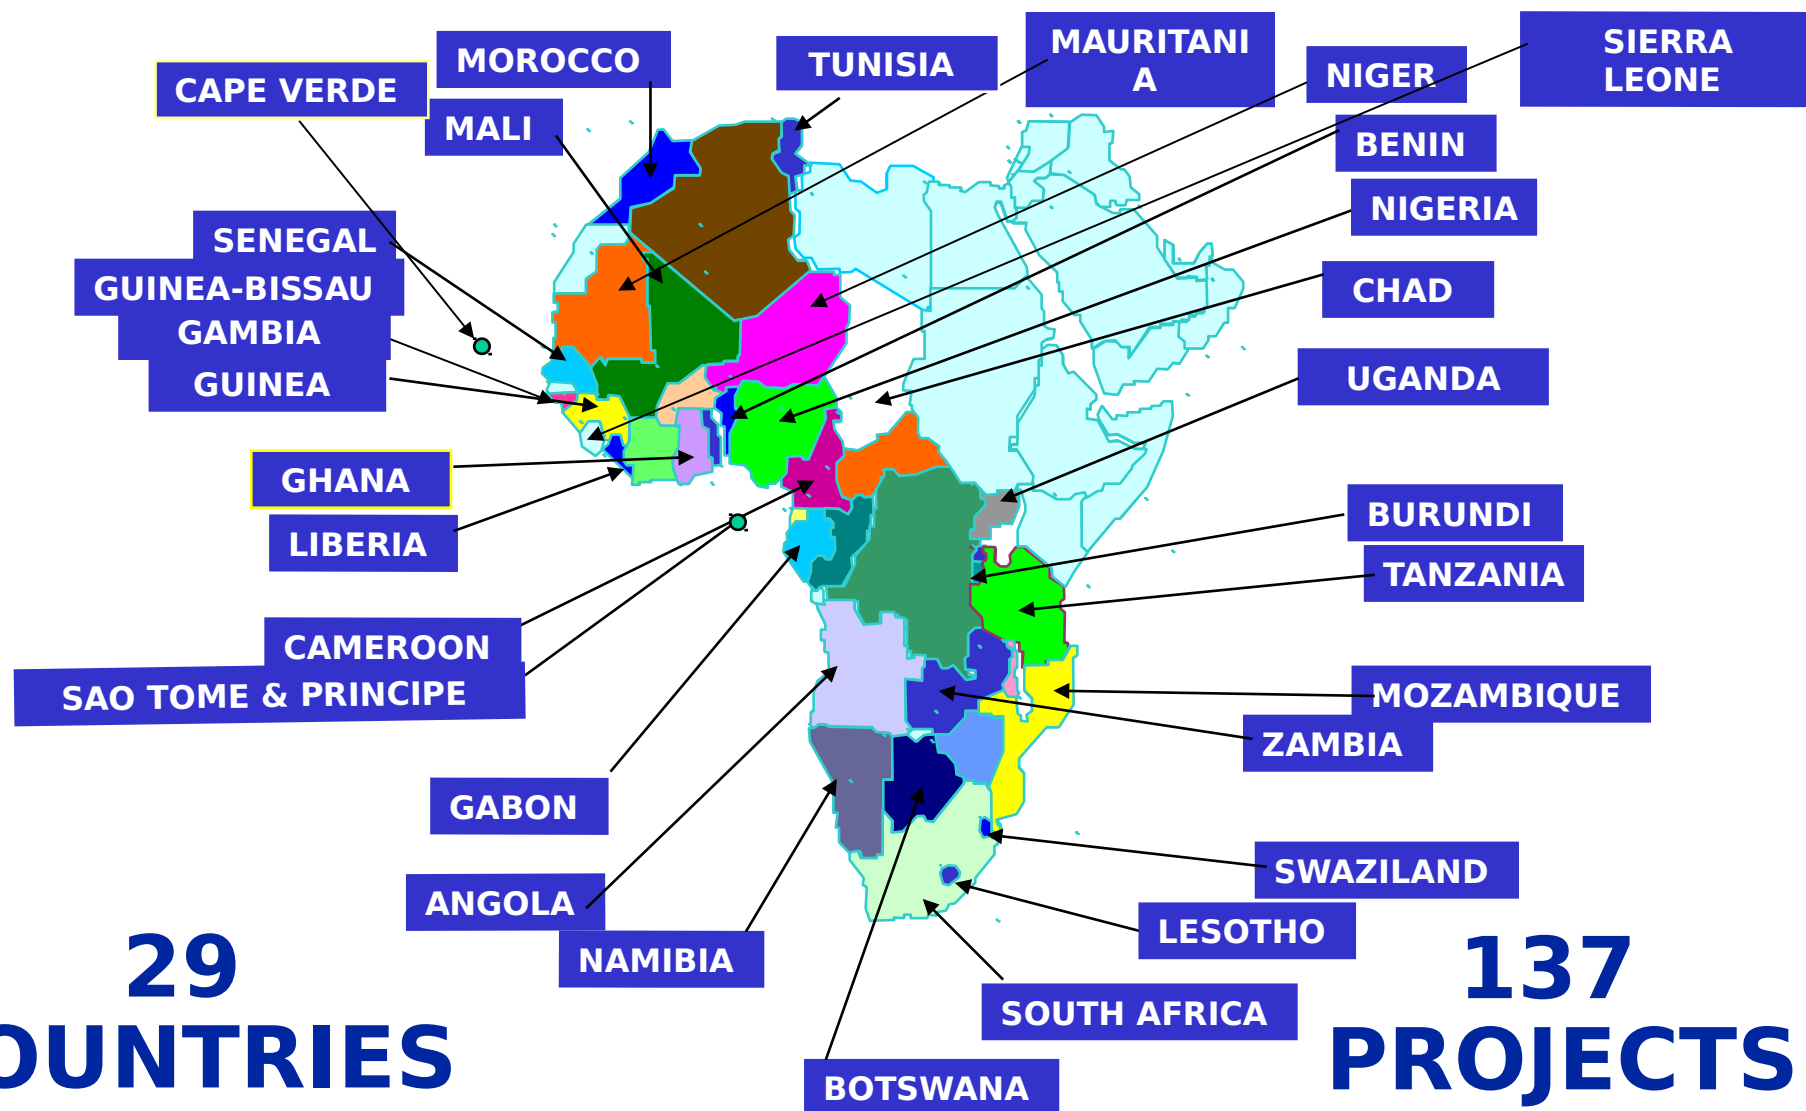 MOROCCO
TUNISIA
MAURITANI
A
NIGER
SIERRA
LEONE
CAPE VERDE
MALI
BENIN
NIGERIA
SENEGAL
GUINEA-BISSAU
GAMBIA
GUINEA
CHAD
UGANDA
GHANA
LIBERIA
BURUNDI
TANZANIA
CAMEROON
SAO TOME & PRINCIPE
MOZAMBIQUE
ZAMBIA
GABON
SWAZILAND
ANGOLA
LESOTHO
NAMIBIA
SOUTH AFRICA
BOTSWANA
29
OUNTRIES
137
PROJECTS